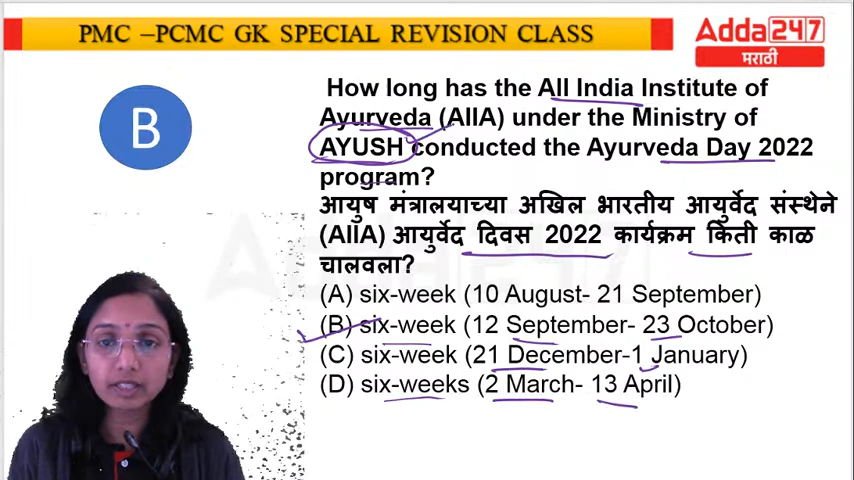 PMC –PCMC GK SPECIAL REVISION CLASS
Adda247
मराठी
B
How long has the All India Institute of
Ayurveda (AIIA) under the Ministry of
AYUSH conducted the Ayurveda Day 2022
program?
आयुष मंत्रालयाच्या अखिल भारतीय आयुर्वेद संस्थेने
(AIIA) आयुर्वेद दिवस 2022 कार्यक्रम किती काळ
चालवला?
(A) six-week (10 August- 21 September)
(B) six-week (12 September- 23 October)
(C) six-week (21 December-1 January)
(D) six-weeks (2 March- 13 April)